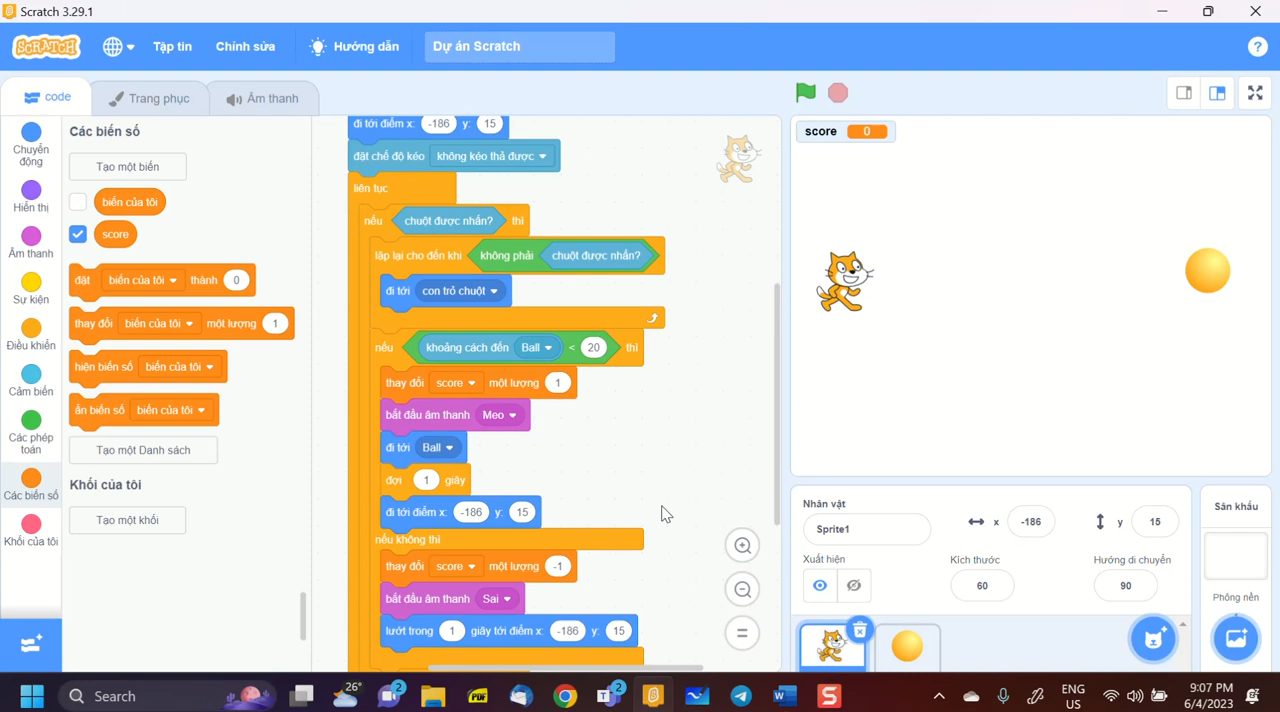 Scratch 3.29.1
SCRATCH
Tập tin
Chỉnh sửa
Hướng dẫn
Dự án Scratch
?
code
Trang phục
Âm thanh
Chuyển động
Hiển thị
Âm thanh
Sự kiện
Điều khiển
Cảm biến
Các phép toán
Các biến số
Khối của tôi
Các biến số
Tạo một biến
biến của tôi
score
đặt biến của tôi thành 0
thay đổi biến của tôi một lượng 1
hiện biến số biến của tôi
ẩn biến số biến của tôi
Tạo một Danh sách
Khối của tôi
Tạo một khối
đi tới điểm x: -186 y: 15
đặt chế độ kéo không kéo thả được
liên tục
nếu chuột được nhấn? thì
lặp lại cho đến khi không phải chuột được nhấn?
đi tới con trỏ chuột
nếu khoảng cách đến Ball < 20 thì
thay đổi score một lượng 1
bắt đầu âm thanh Meo
đi tới Ball
đợi 1 giây
đi tới điểm x: -186 y: 15
nếu không thì
thay đổi score một lượng -1
bắt đầu âm thanh Sai
lướt trong 1 giây tới điểm x: -186 y: 15
score 0
Nhân vật
Sprite1
x -186
y 15
Xuất hiện
Kích thước
60
Hướng di chuyển
90
Sân khấu
Phông nền
Search
26°
2
PDF
2
W
S
ENG
US
9:07 PM
6/4/2023